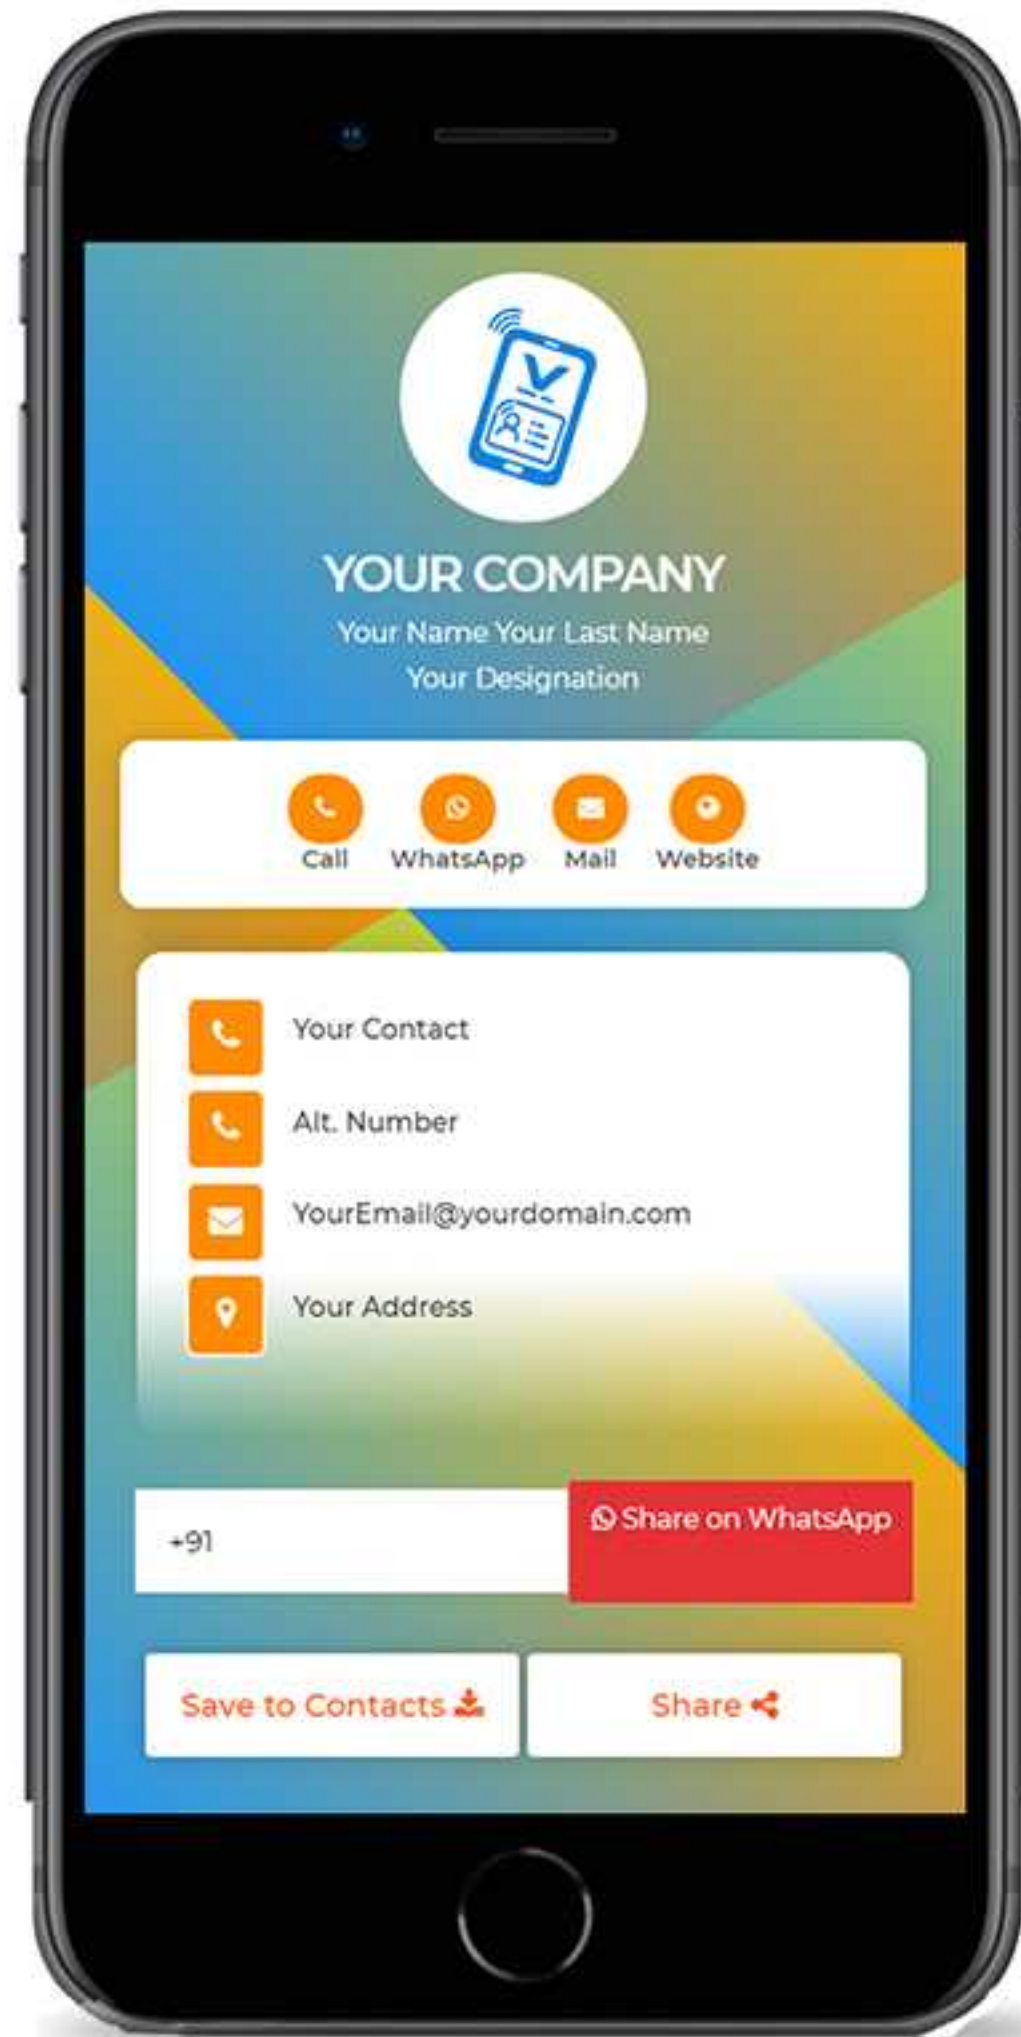 YOUR COMPANY
Your Name Your Last Name
Your Designation
Call WhatsApp Mail Website
Your Contact
Alt. Number
YourEmail@yourdomain.com
Your Address
+91
Share on WhatsApp
Save to Contacts
Share